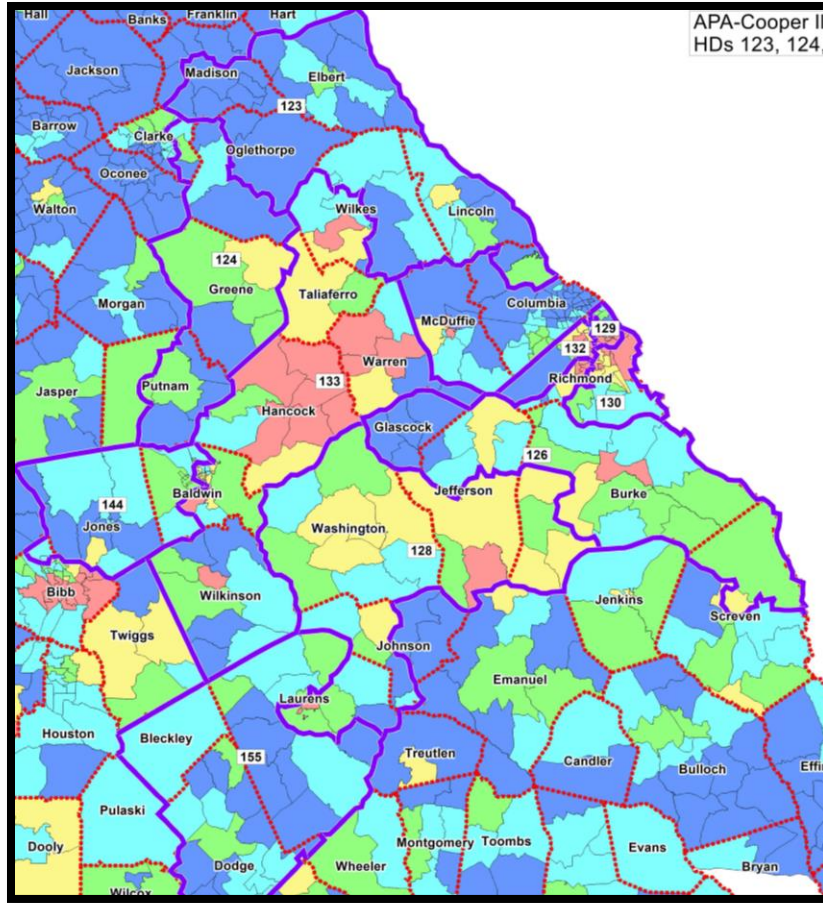 Hall
Banks
Franklin
Hart
APA-Cooper Il
HDs 123, 124,
Jackson
Madison
Elbert
123
Barrow
Clarke
Oglethorpe
Oconee
Walton
Wilkes
Lincoln
124
Greene
Taliaferro
Columbia
Morgan
McDuffie
129
132
Warren
Richmond
Jasper
Putnam
133
Hancock
130
Glascock
126
Baldwin
Jefferson
Burke
144
Jones
Washington
128
Bibb
Wilkinson
Jenkins
Screven
Twiggs
Johnson
Emanuel
Laurens
Houston
Bleckley
155
Treutlen
Candler
Bulloch
Effi
Pulaski
Dooly
Montgomery
Toombs
Evans
Wilcox
Dodge
Wheeler
Bryan